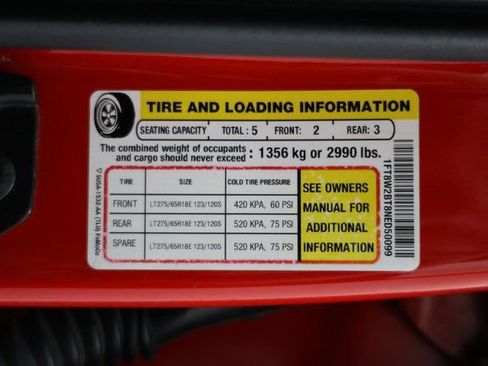 TIRE AND LOADING INFORMATION
SEATING CAPACITY TOTAL : 5 FRONT: 2 REAR: 3
The combined weight of occupants
and cargo should never exceed : 1356 kg or 2990 lbs.
TIRE SIZE COLD TIRE PRESSURE
FRONT LT275/65R18E 123/120S 420 KPA, 60 PSI
REAR LT275/65R18E 123/120S 520 KPA, 75 PSI
SPARE LT275/65R18E 123/120S 520 KPA, 75 PSI
SEE OWNERS
MANUAL FOR
ADDITIONAL
INFORMATION
1FT8W2BT8NED50099